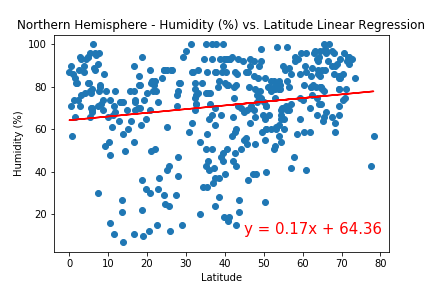 Northern Hemisphere - Humidity (%) vs. Latitude Linear Regression
100
80
60
40
20
Humidity (%)
y = 0.17x + 64.36
0 10 20 30 40 50 60 70 80
Latitude